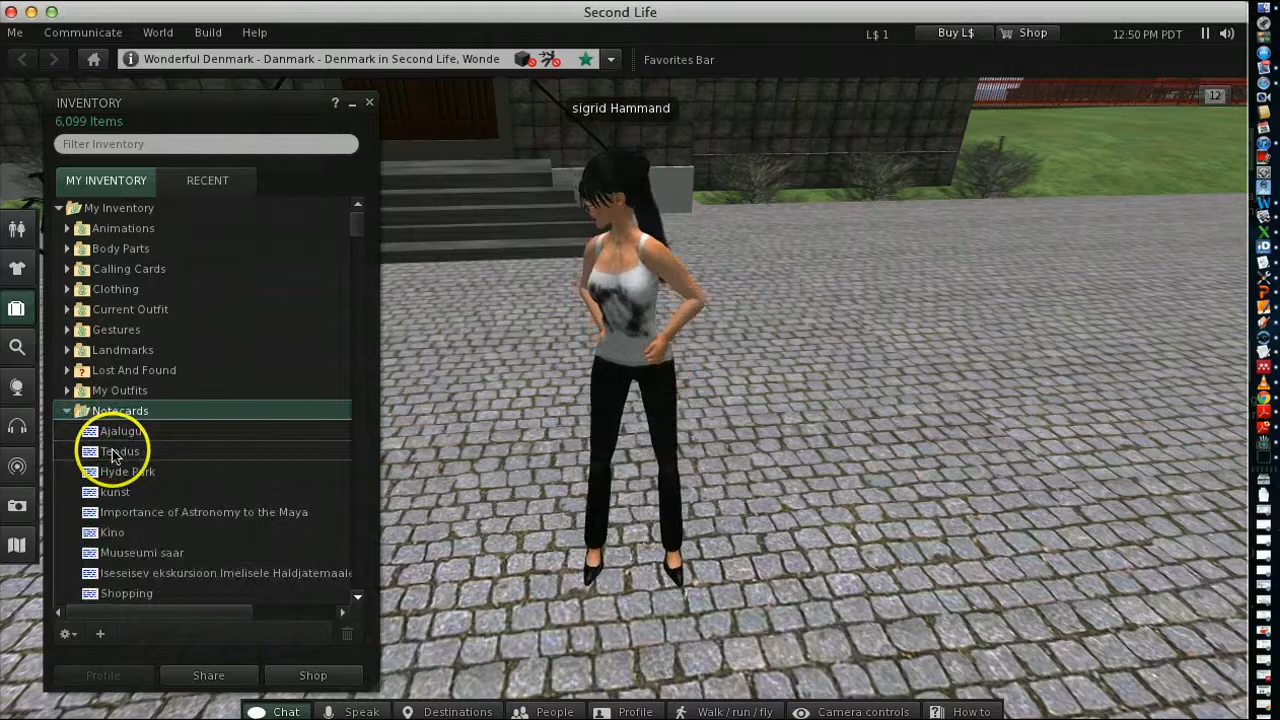 Second Life
Me Communicate World Build Help
L$ 1 Buy L$ Shop 12:50 PM PDT
Wonderful Denmark - Danmark - Denmark in Second Life, Wonde
Favorites Bar
INVENTORY ?
6,099 Items
12
sigrid Hammand
Filter Inventory
MY INVENTORY RECENT
My Inventory
Animations
Body Parts
Calling Cards
Clothing
Current Outfit
Gestures
Landmarks
Lost And Found
My Outfits
Notecards
Ajalugu
Teadus
Hyde Park
kunst
Importance of Astronomy to the Maya
Kino
Muuseumi saar
Iseseisev ekskursioon Imelisele Haldjatemaale
Shopping
Profile Share Shop
Chat Speak Destinations People Profile Walk / run / fly Camera controls How to